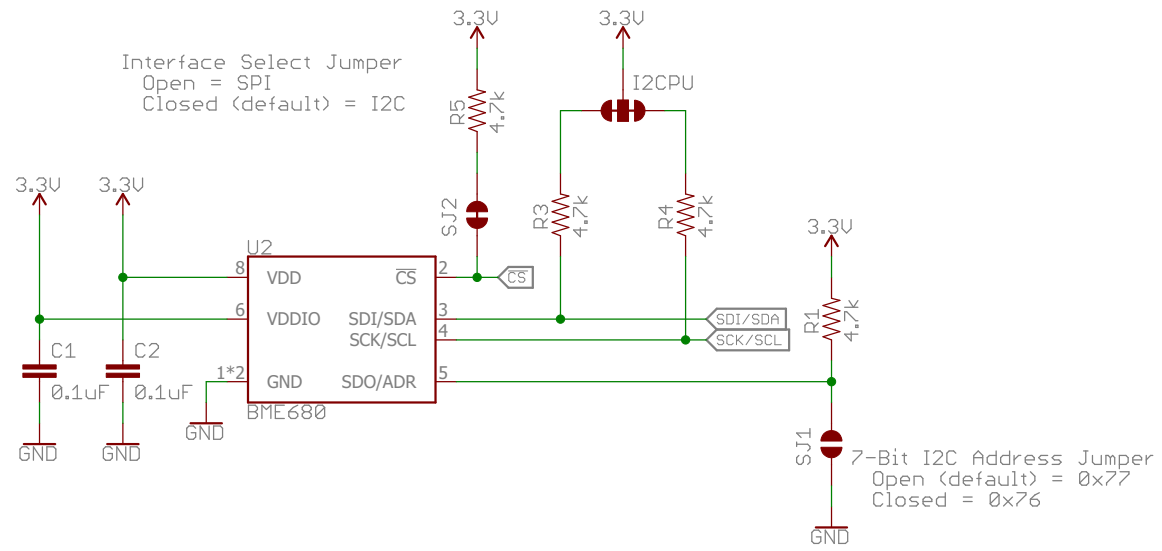 3.3V
3.3V
Interface Select Jumper
Open = SPI
Closed (default) = I2C
R5
4.7k
I2CPU
3.3V
3.3V
SJ2
R3
4.7k
R4
4.7k
3.3V
U2
8
VDD
CS
2
CS
6
VDDIO
SDI/SDA
3
SDI/SDA
SCK/SCL
4
SCK/SCL
R1
4.7k
C1
0.1uF
C2
0.1uF
1*2
GND
SDO/ADR
5
BME680
GND
GND
GND
SJ1
7-Bit I2C Address Jumper
Open (default) = 0x77
Closed = 0x76
GND